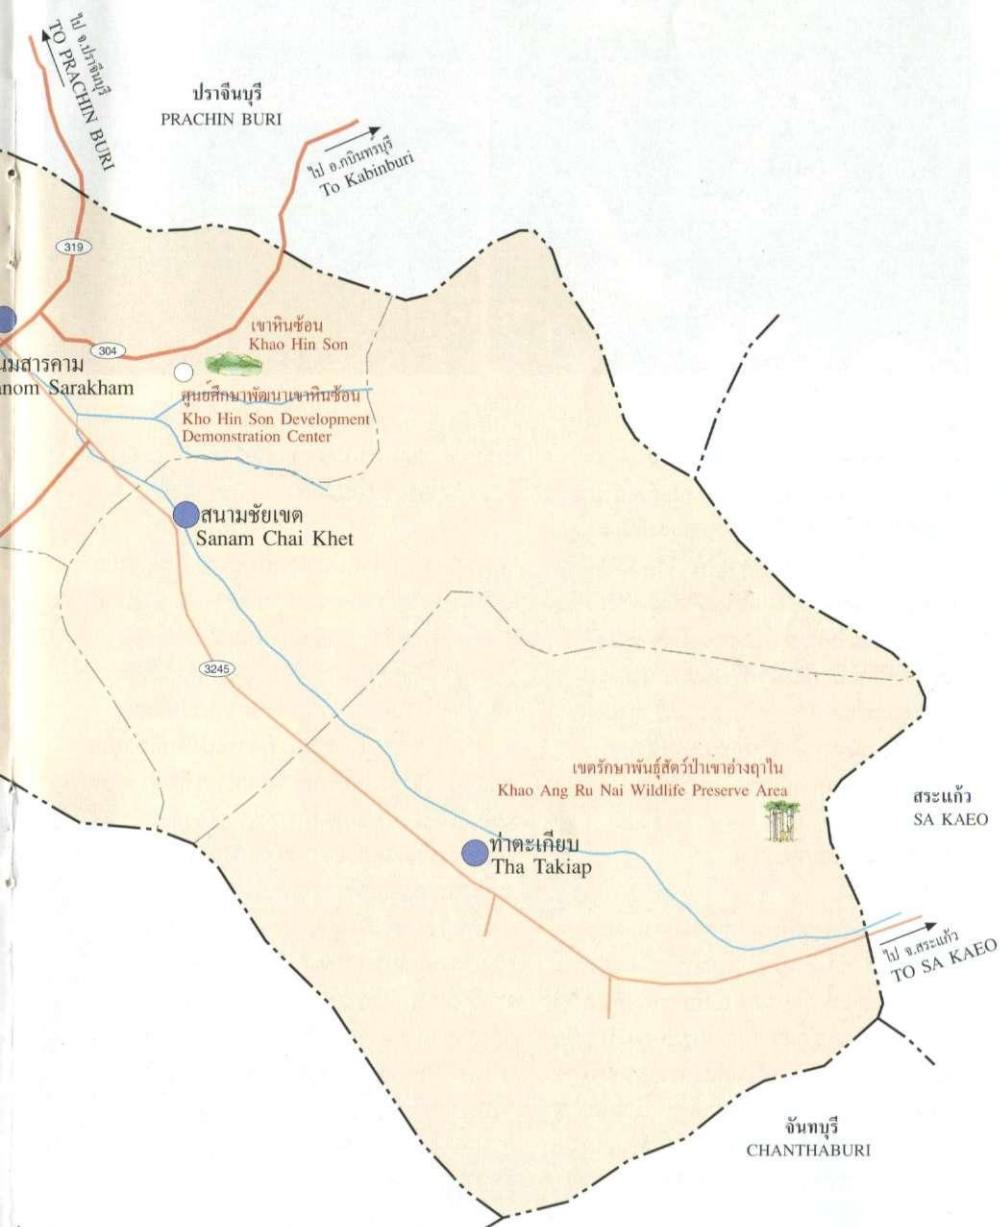 ไป จ.ปราจีนบุรี
TO PRACHIN BURI
ปราจีนบุรี
PRACHIN BURI
ไป อ.กบินทรบุรี
To Kabinburi
319
เขาหินซ้อน
Khao Hin Son
304
นมสารคาม
anom Sarakham
ศูนย์ศึกษาพัฒนาเขาหินซ้อน
Kho Hin Son Development
Demonstration Center
สนามชัยเขต
Sanam Chai Khet
3245
เขตรักษาพันธุ์สัตว์ป่าเขาอ่างฤาไน
Khao Ang Ru Nai Wildlife Preserve Area
สระแก้ว
SA KAEO
ท่าตะเกียบ
Tha Takiap
ไป จ.สระแก้ว
TO SA KAEO
จันทบุรี
CHANTHABURI